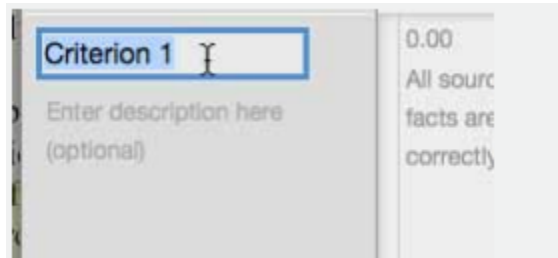 Criterion 1
Enter description here
(optional)
0.00
All sourc
facts are
correctly